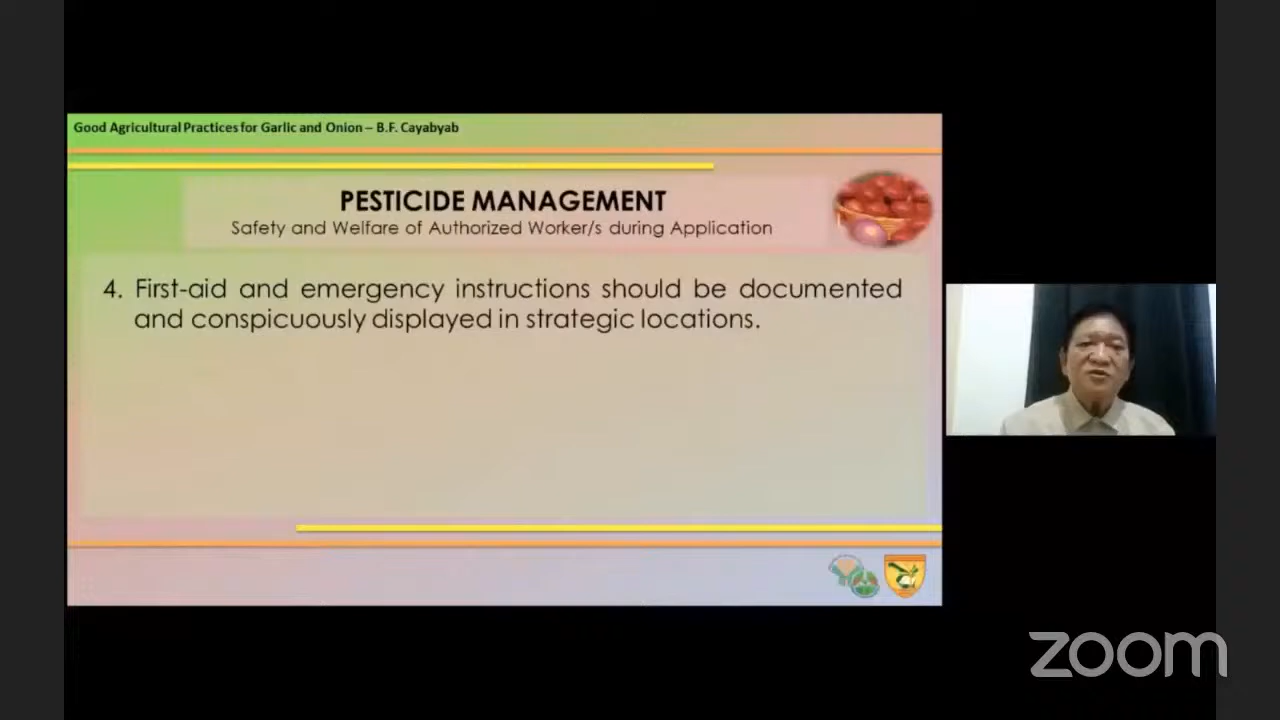 Good Agricultural Practices for Garlic and Onion – B.F. Cayabyab
PESTICIDE MANAGEMENT
Safety and Welfare of Authorized Worker/s during Application
4. First-aid and emergency instructions should be documented
and conspicuously displayed in strategic locations.
zoom